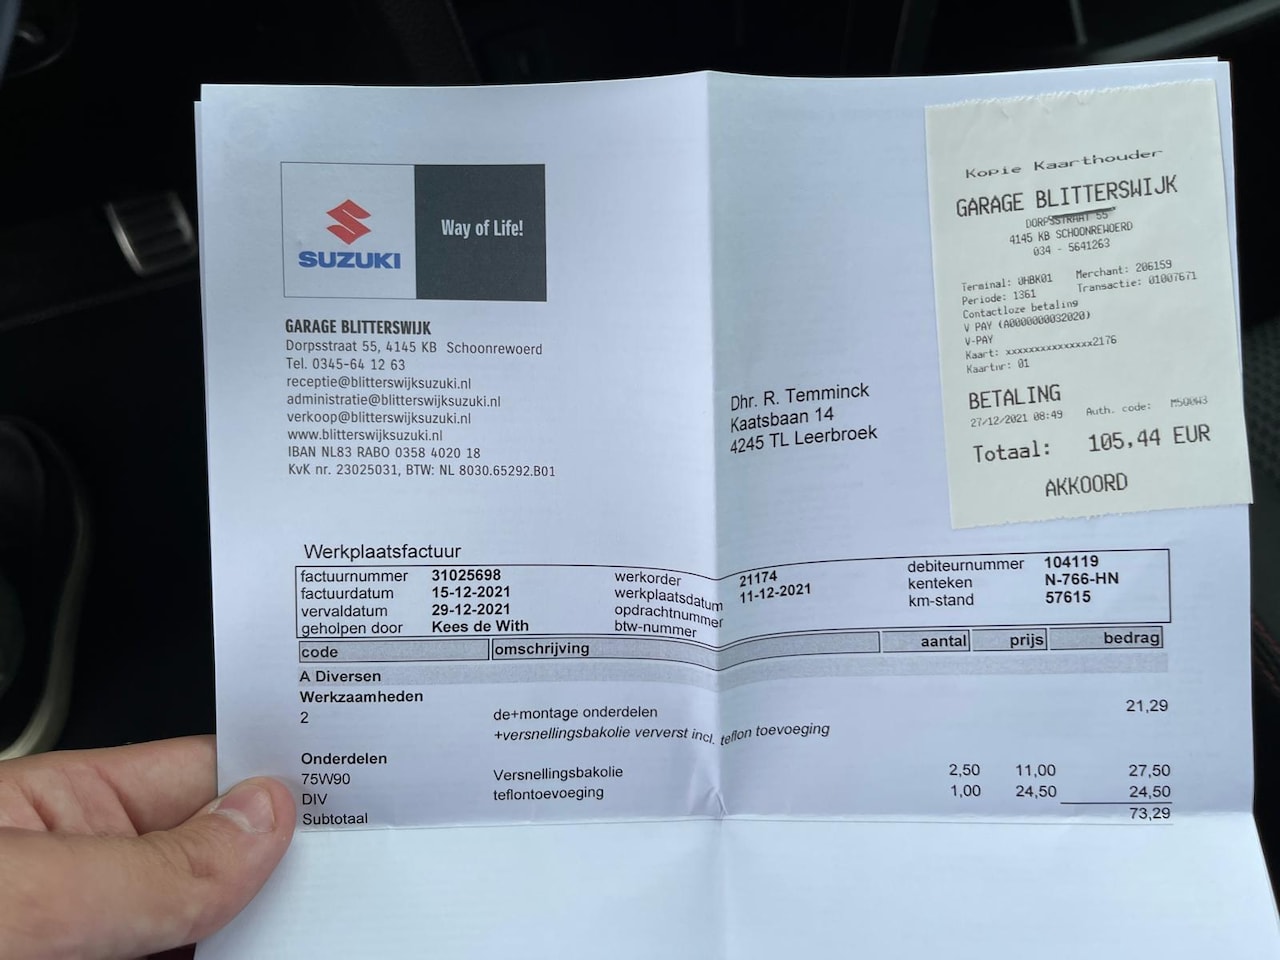 SUZUKI
Way of Life!
GARAGE BLITTERSWIJK
Dorpsstraat 55, 4145 KB Schoonrewoerd
Tel. 0345-64 12 63
receptie@blitterswijksuzuki.nl
administratie@blitterswijksuzuki.nl
verkoop@blitterswijksuzuki.nl
www.blitterswijksuzuki.nl
IBAN NL83 RABO 0358 4020 18
KvK nr. 23025031, BTW: NL 8030.65292.B01
Dhr. R. Temminck
Kaatsbaan 14
4245 TL Leerbroek
Kopie Kaarthouder
GARAGE BLITTERSWIJK
DORPSSTRAAT 55
4145 KB SCHOONREWOERD
034 - 5641263
Terminal: 0HBK01 Merchant: 206159
Periode: 1361 Transactie: 01007671
Contactloze betaling
V PAY (A0000000032020)
V-PAY
Kaart: xxxxxxxxxxxxxxx2176
Kaartnr: 01
BETALING
27/12/2021 08:49 Auth. code:
Totaal: 105,44 EUR
AKKOORD
Werkplaatsfactuur
factuurnummer 31025698 werkorder 21174 debiteurnummer 104119
factuurdatum 15-12-2021 werkplaatsdatum 11-12-2021 kenteken N-766-HN
vervaldatum 29-12-2021 opdrachtnummer km-stand 57615
geholpen door Kees de With btw-nummer
code omschrijving aantal prijs bedrag
A Diversen
Werkzaamheden
2 de+montage onderdelen 21,29
+versnellingsbakolie ververst incl. teflon toevoeging
Onderdelen
75W90 Versnellingsbakolie 2,50 11,00 27,50
DIV teflontoevoeging 1,00 24,50 24,50
Subtotaal 73,29